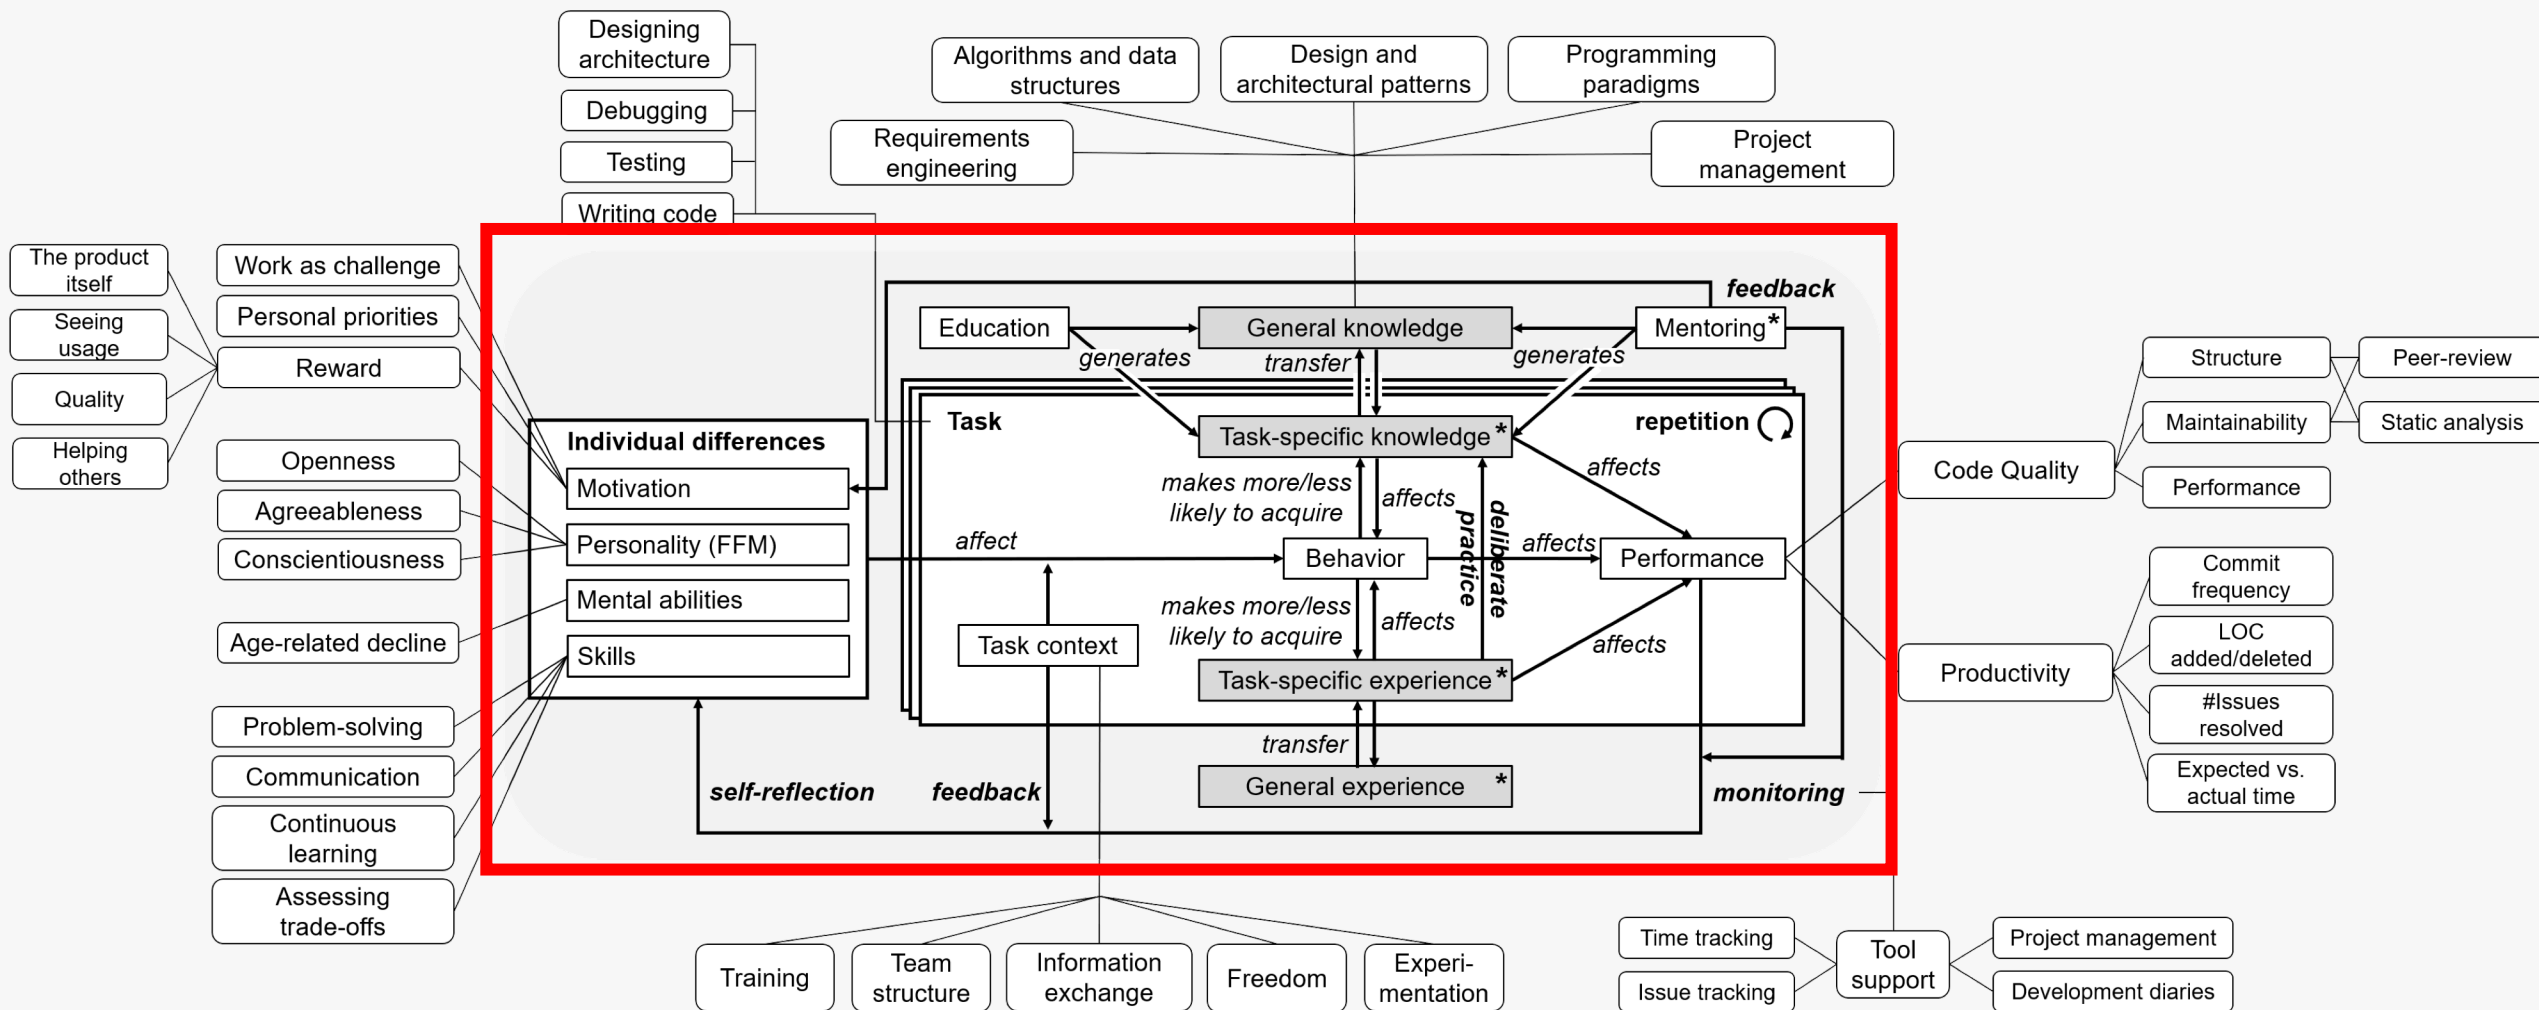 Designing
architecture
Debugging
Testing
Writing code
Algorithms and data
structures
Design and
architectural patterns
Programming
paradigms
Requirements
engineering
Project
management
The product
itself
Seeing
usage
Quality
Helping
others
Work as challenge
Personal priorities
Reward
Openness
Agreeableness
Conscientiousness
Age-related decline
Problem-solving
Communication
Continuous
learning
Assessing
trade-offs
Individual differences
Motivation
Personality (FFM)
Mental abilities
Skills
feedback
Education
General knowledge
Mentoring*
generates
transfer
generates
Task
Task-specific knowledge*
repetition
makes more/less
likely to acquire
affects
deliberate
practice
affects
affect
Behavior
affects
Performance
makes more/less
likely to acquire
affects
affects
Task context
Task-specific experience*
transfer
General experience *
self-reflection
feedback
monitoring
Code Quality
Structure
Maintainability
Performance
Peer-review
Static analysis
Productivity
Commit
frequency
LOC
added/deleted
#Issues
resolved
Expected vs.
actual time
Training
Team
structure
Information
exchange
Freedom
Experi-
mentation
Time tracking
Issue tracking
Tool
support
Project management
Development diaries